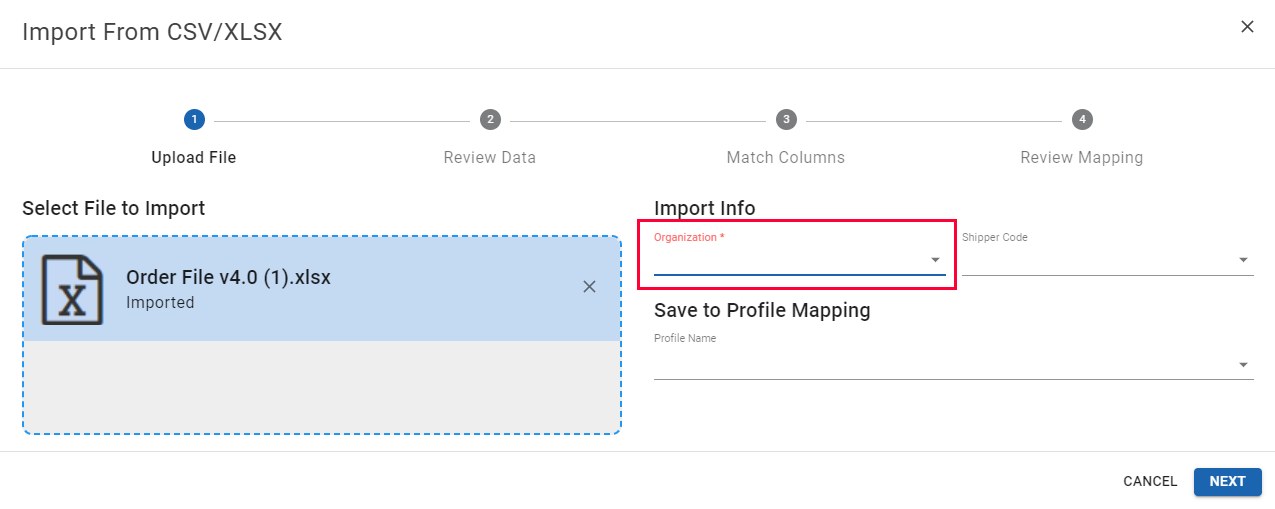 Import From CSV/XLSX
1
2
3
4
Upload File
Review Data
Match Columns
Review Mapping
Select File to Import
X
Order File v4.0 (1).xlsx
Imported
Import Info
Organization *
Shipper Code
Save to Profile Mapping
Profile Name
CANCEL
NEXT